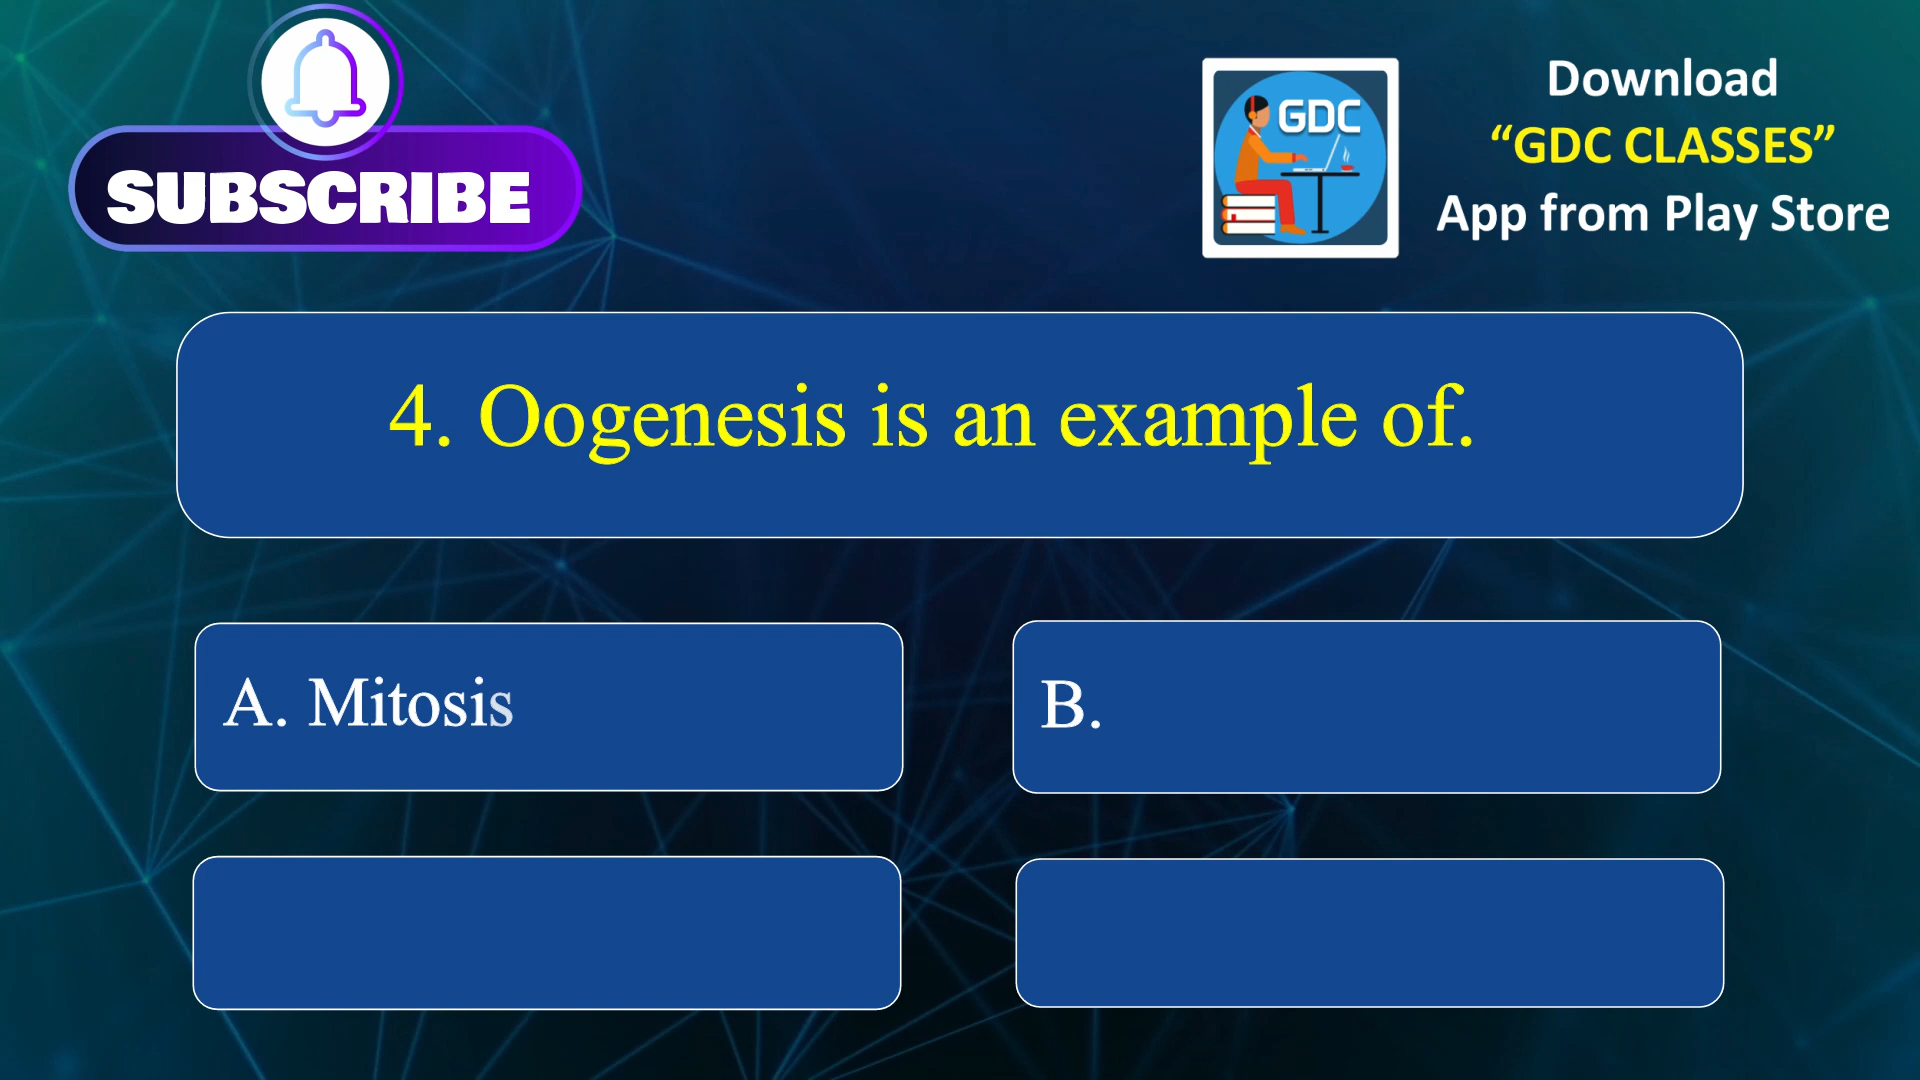 SUBSCRIBE
GDC
Download
“GDC CLASSES”
App from Play Store
4. Oogenesis is an example of.
A. Mitosis
B.